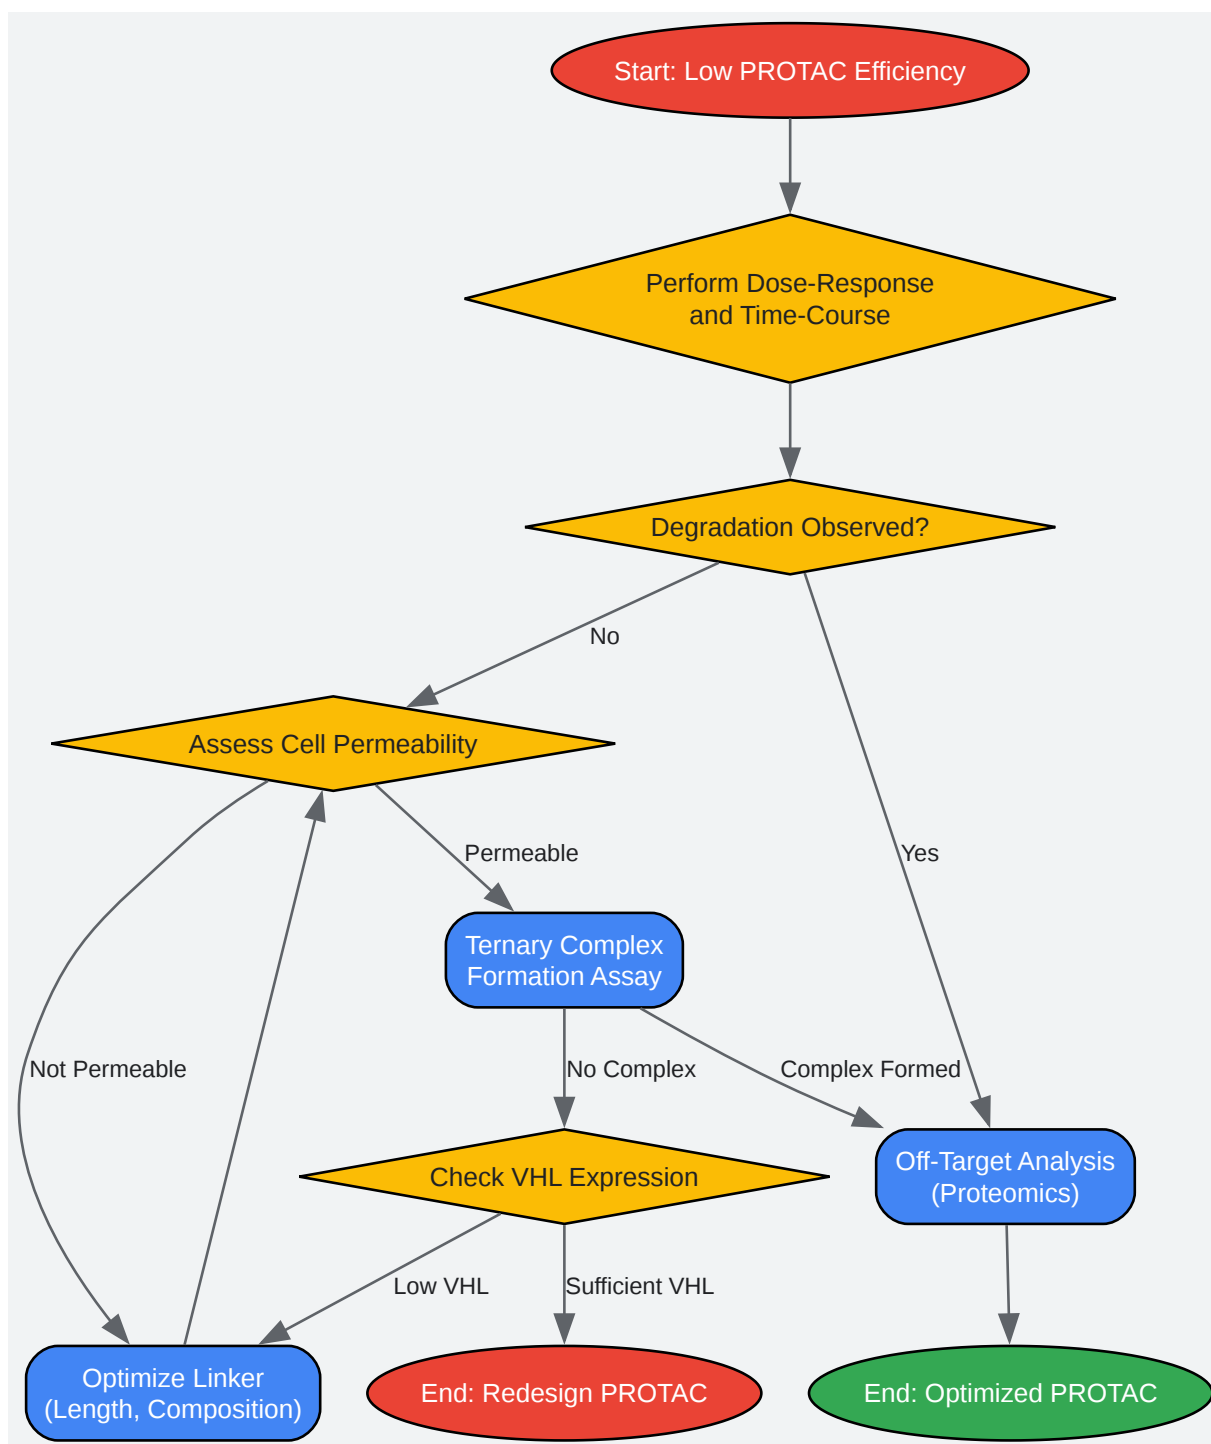 Start: Low PROTAC Efficiency
Perform Dose-Response
and Time-Course
Degradation Observed?
No
Assess Cell Permeability
Permeable
Yes
Ternary Complex
Formation Assay
Not Permeable
No Complex
Complex Formed
Check VHL Expression
Off-Target Analysis
(Proteomics)
Low VHL
Sufficient VHL
Optimize Linker
(Length, Composition)
End: Redesign PROTAC
End: Optimized PROTAC